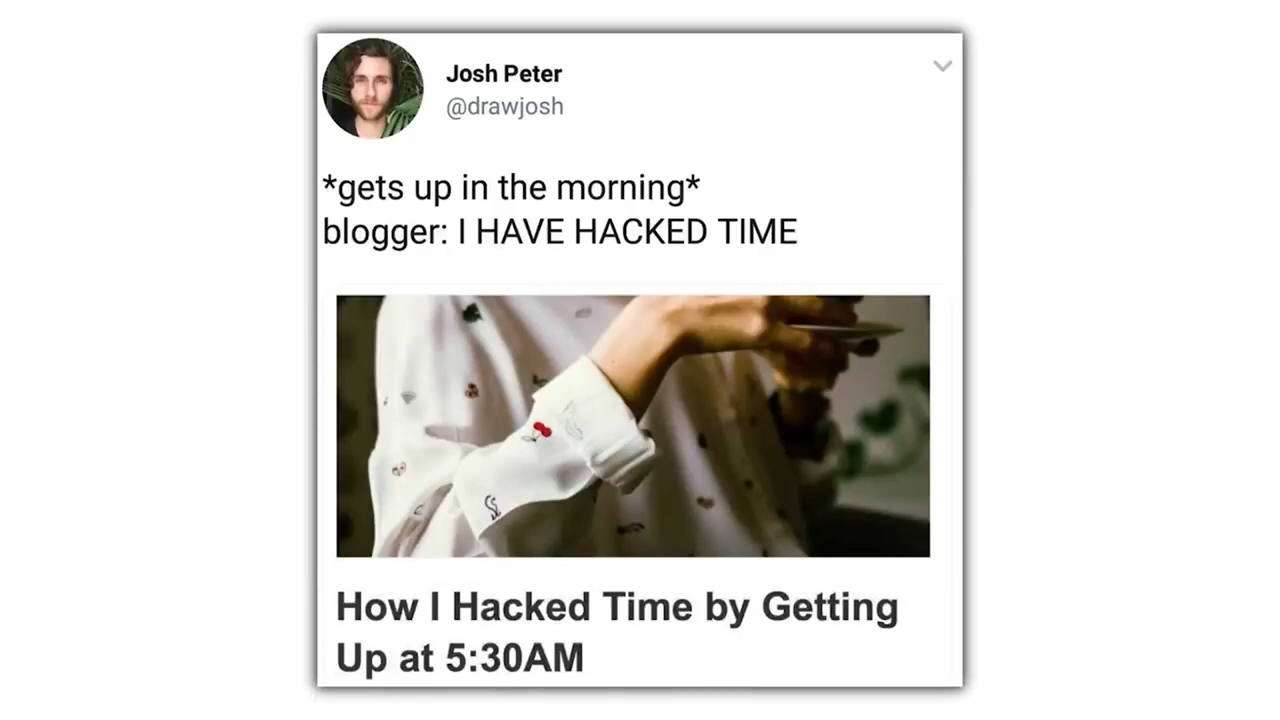 Josh Peter
@drawjosh
*gets up in the morning*
blogger: I HAVE HACKED TIME
How I Hacked Time by Getting
Up at 5:30AM